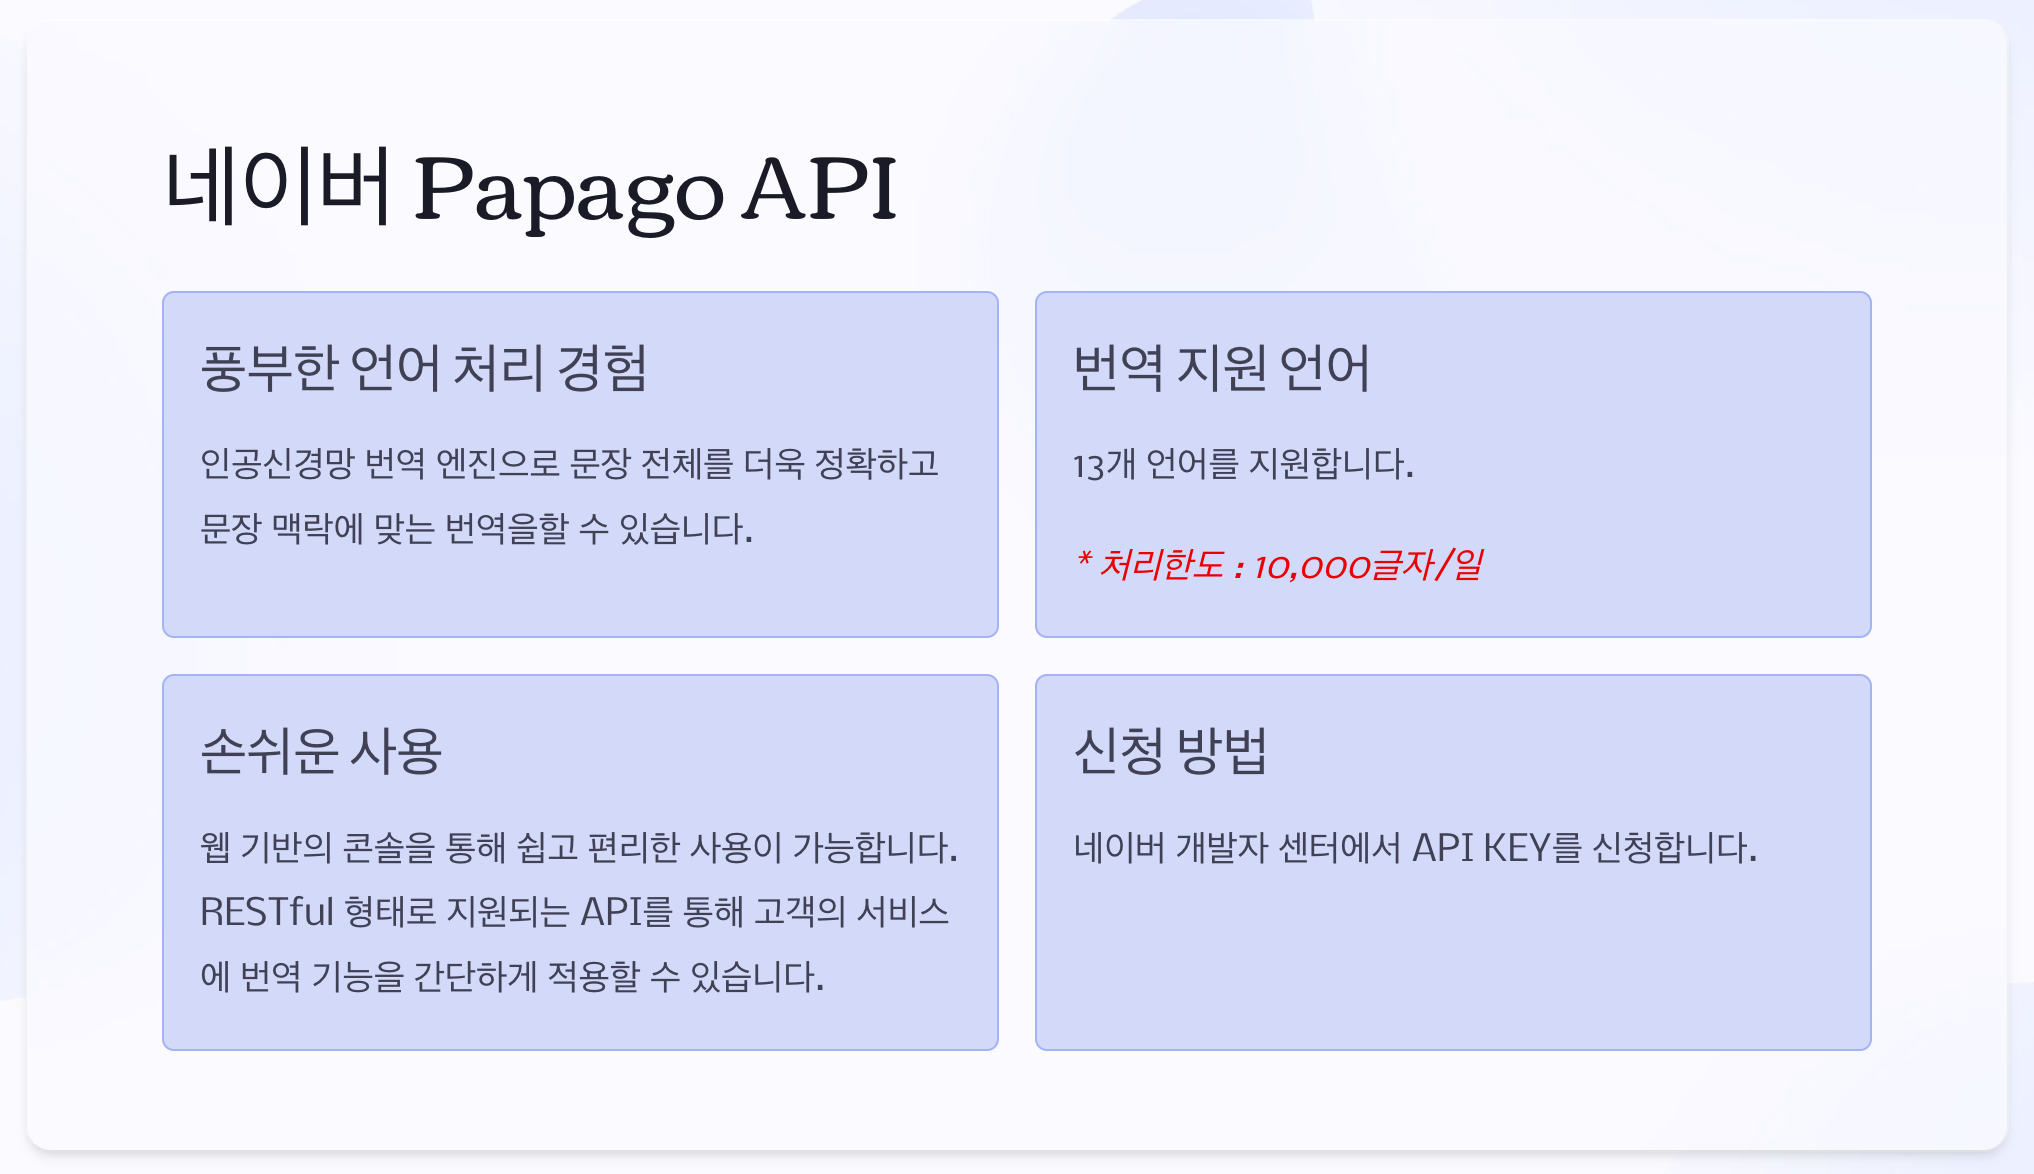 네이버 Papago API
풍부한 언어 처리 경험
인공신경망 번역 엔진으로 문장 전체를 더욱 정확하고
문장 맥락에 맞는 번역을할 수 있습니다.
번역 지원 언어
13개 언어를 지원합니다.
* 처리한도 : 10,000글자/일
손쉬운 사용
웹 기반의 콘솔을 통해 쉽고 편리한 사용이 가능합니다.
RESTful 형태로 지원되는 API를 통해 고객의 서비스
에 번역 기능을 간단하게 적용할 수 있습니다.
신청 방법
네이버 개발자 센터에서 API KEY를 신청합니다.